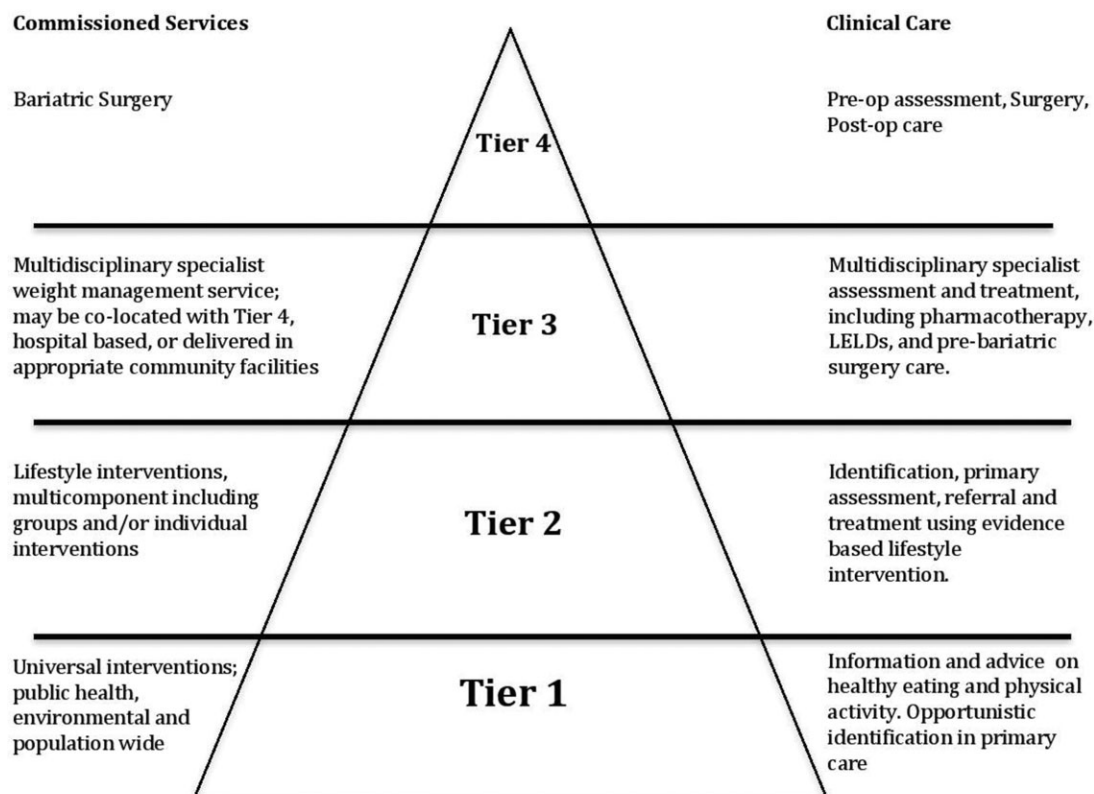 Commissioned Services
Clinical Care
Bariatric Surgery
Pre-op assessment, Surgery,
Post-op care
Tier 4
Multidisciplinary specialist
weight management service;
may be co-located with Tier 4,
hospital based, or delivered in
appropriate community facilities
Tier 3
Multidisciplinary specialist
assessment and treatment,
including pharmacotherapy,
LELDs, and pre-bariatric
surgery care.
Lifestyle interventions,
multicomponent including
groups and/or individual
interventions
Tier 2
Identification, primary
assessment, referral and
treatment using evidence
based lifestyle
intervention.
Universal interventions;
public health,
environmental and
population wide
Tier 1
Information and advice on
healthy eating and physical
activity. Opportunistic
identification in primary
care